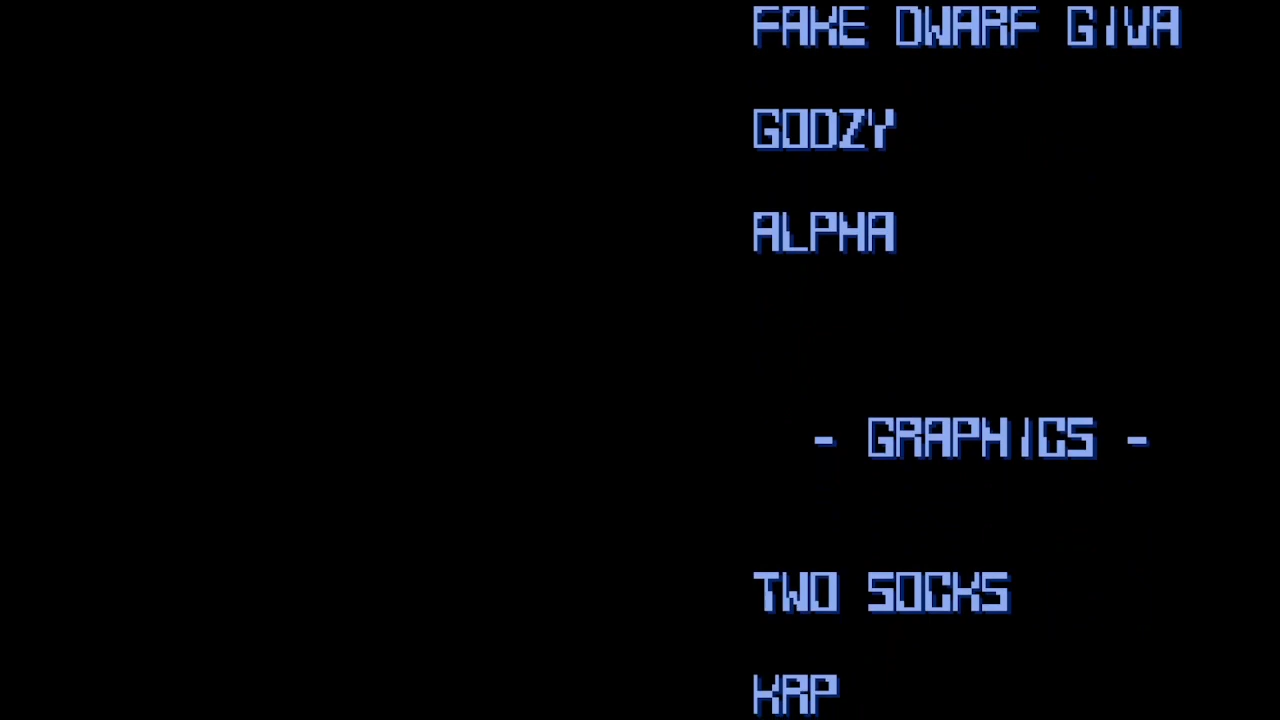 FAKE DWARF GIVA
GODZY
ALPHA
- GRAPHICS -
TWO SOCKS
KRP